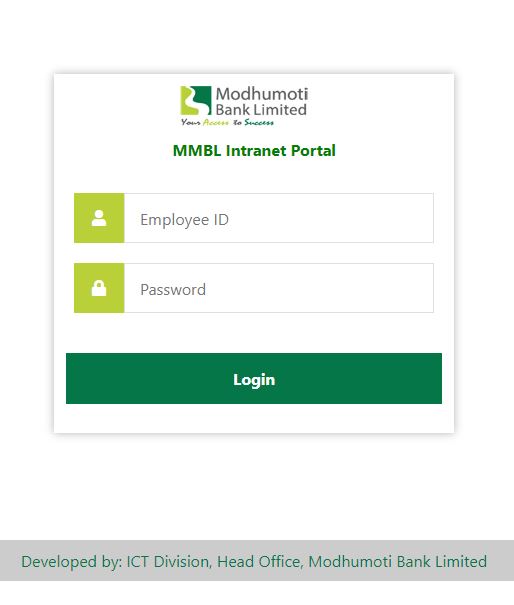 Modhumoti
Bank Limited
Your Access to Success
MMBL Intranet Portal
Employee ID
Password
Login
Developed by: ICT Division, Head Office, Modhumoti Bank Limited